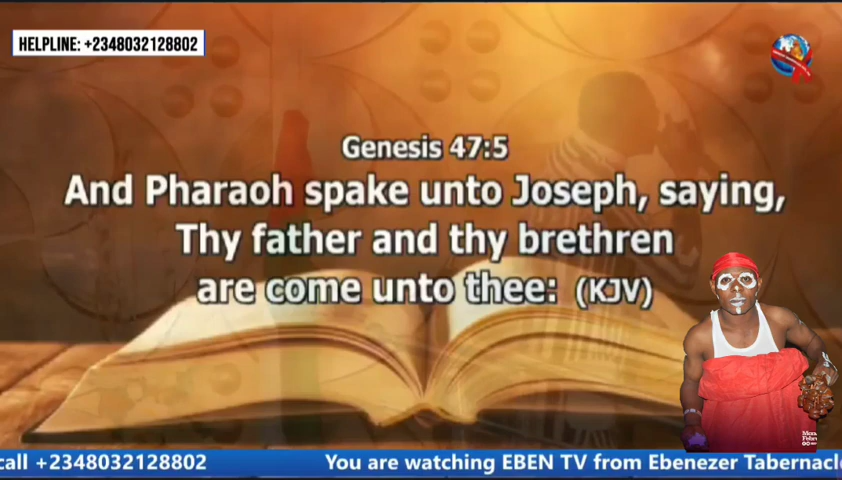 HELPLINE: +2348032128802
Genesis 47:5
And Pharaoh spake unto Joseph, saying,
Thy father and thy brethren
are come unto thee: (KJV)
call +2348032128802 You are watching EBEN TV from Ebenezer Tabernacle